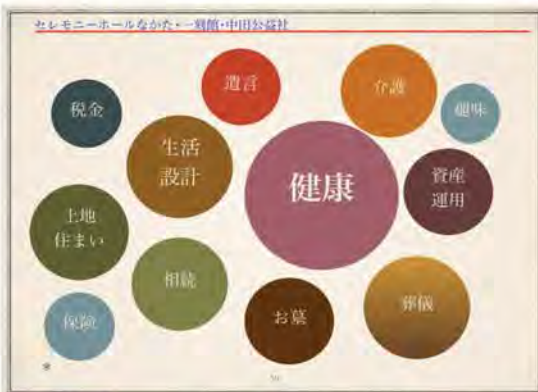 セレモニーホールなかた・一顆館・中田公益社
遺言
介護
税金
趣味
生活
設計
健康
資産
運用
土地
住まい
相続
保険
お墓
葬儀
※